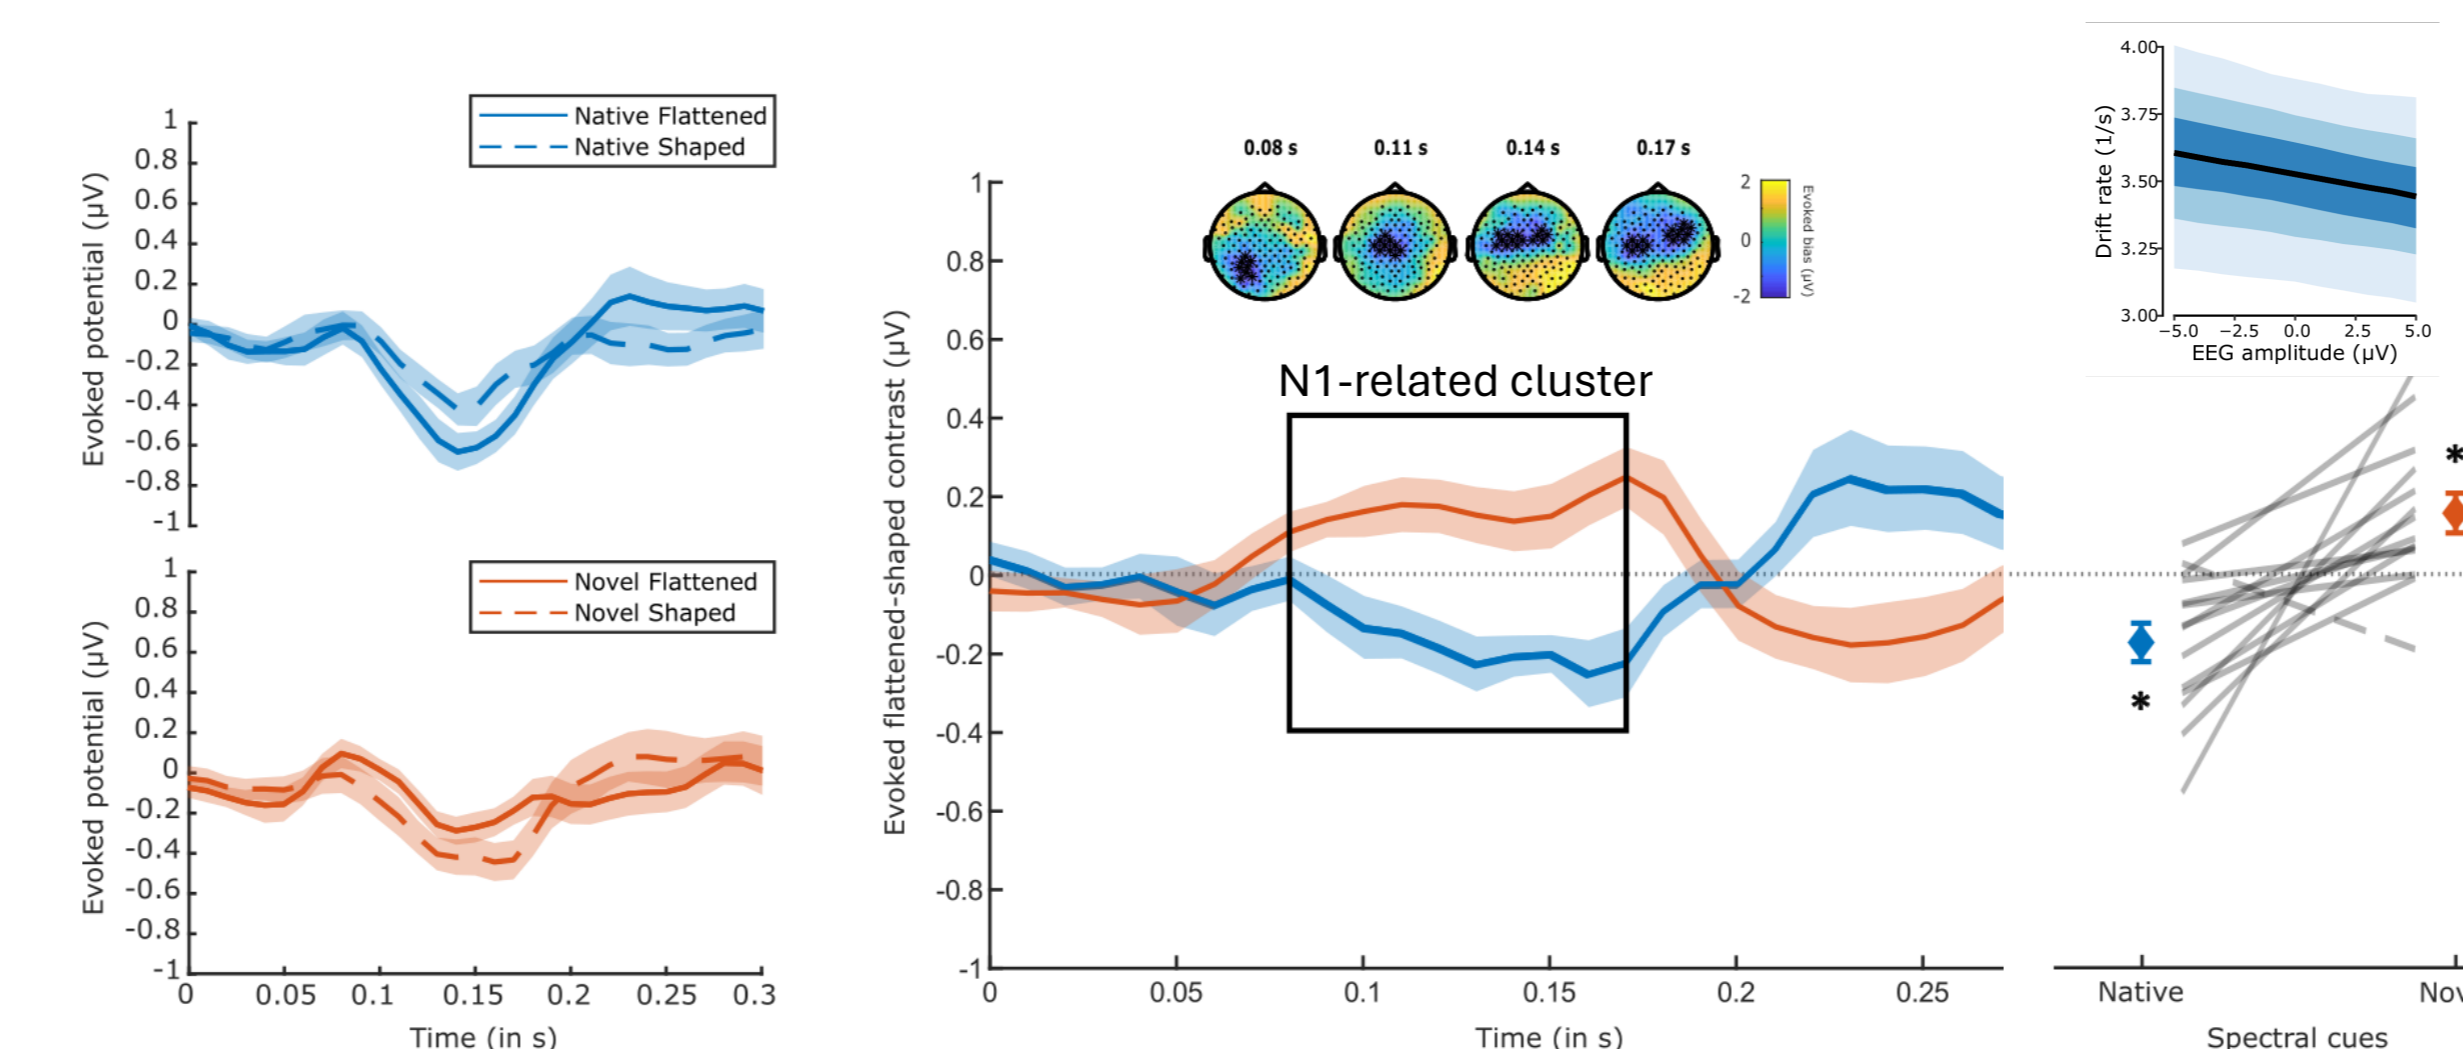 Native Flattened
Native Shaped
Evoked potential (µV)
1
0.8
0.6
0.4
0.2
0
-0.2
-0.4
-0.6
-0.8
-1
Novel Flattened
Novel Shaped
Evoked potential (µV)
1
0.8
0.6
0.4
0.2
0
-0.2
-0.4
-0.6
-0.8
-1
0 0.05 0.1 0.15 0.2 0.25 0.3
Time (in s)
0.08 s 0.11 s 0.14 s 0.17 s
2
0
-2
Evoked bias (µV)
N1-related cluster
Evoked flattened-shaped contrast (µV)
1
0.8
0.6
0.4
0.2
0
-0.2
-0.4
-0.6
-0.8
-1
0 0.05 0.1 0.15 0.2 0.25
Time (in s)
Drift rate (1/s)
4.00
3.75
3.50
3.25
3.00
−5.0 −2.5 0.0 2.5 5.0
EEG amplitude (µV)
*
*
Native Nov
Spectral cues